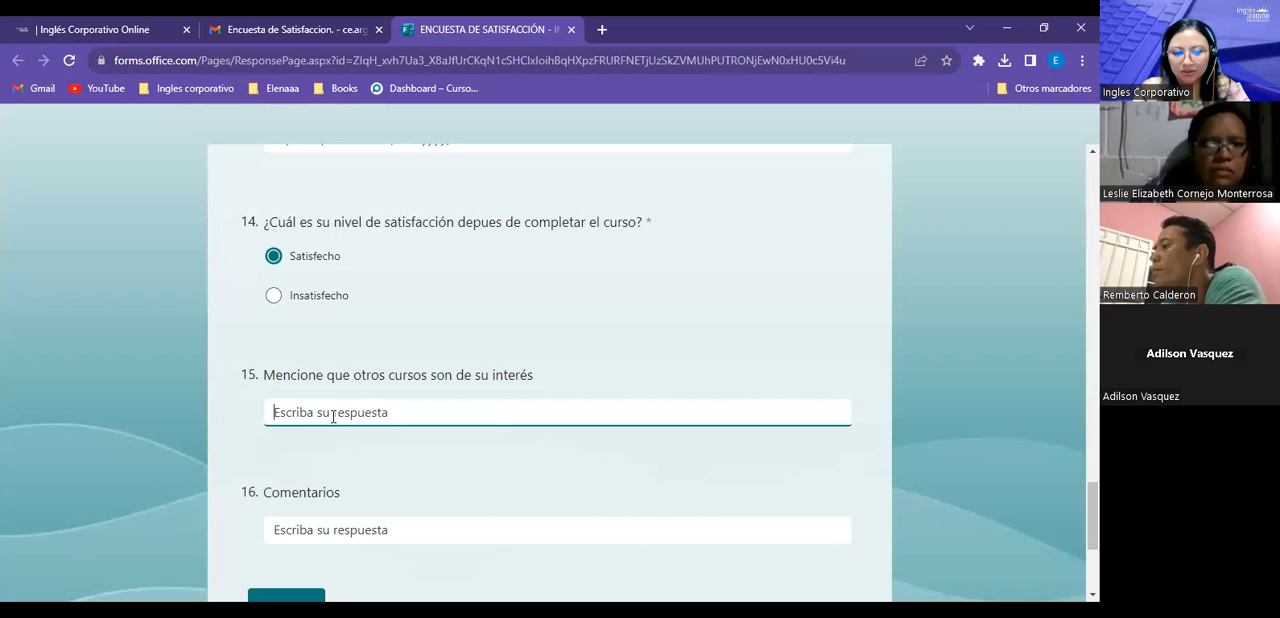 | Inglés Corporativo Online
Encuesta de Satisfaccion. - ce.arg
ENCUESTA DE SATISFACCIÓN - I
forms.office.com/Pages/ResponsePage.aspx?id=ZIqH_xvh7Ua3_X8aJfUrCKqN1cSHClxIoihBqHXpzFRURFNETjUzSkZVMUhPUTRONjEwN0xHU0c5Vi4u
E
Gmail
YouTube
Ingles corporativo
Elenaaa
Books
Dashboard – Curso...
Otros marcadores
14. ¿Cuál es su nivel de satisfacción depues de completar el curso? *
Satisfecho
Insatisfecho
15. Mencione que otros cursos son de su interés
Escriba su respuesta
16. Comentarios
Escriba su respuesta
Ingles Corporativo
Leslie Elizabeth Cornejo Monterrosa
Remberto Calderon
Adilson Vasquez
Adilson Vasquez